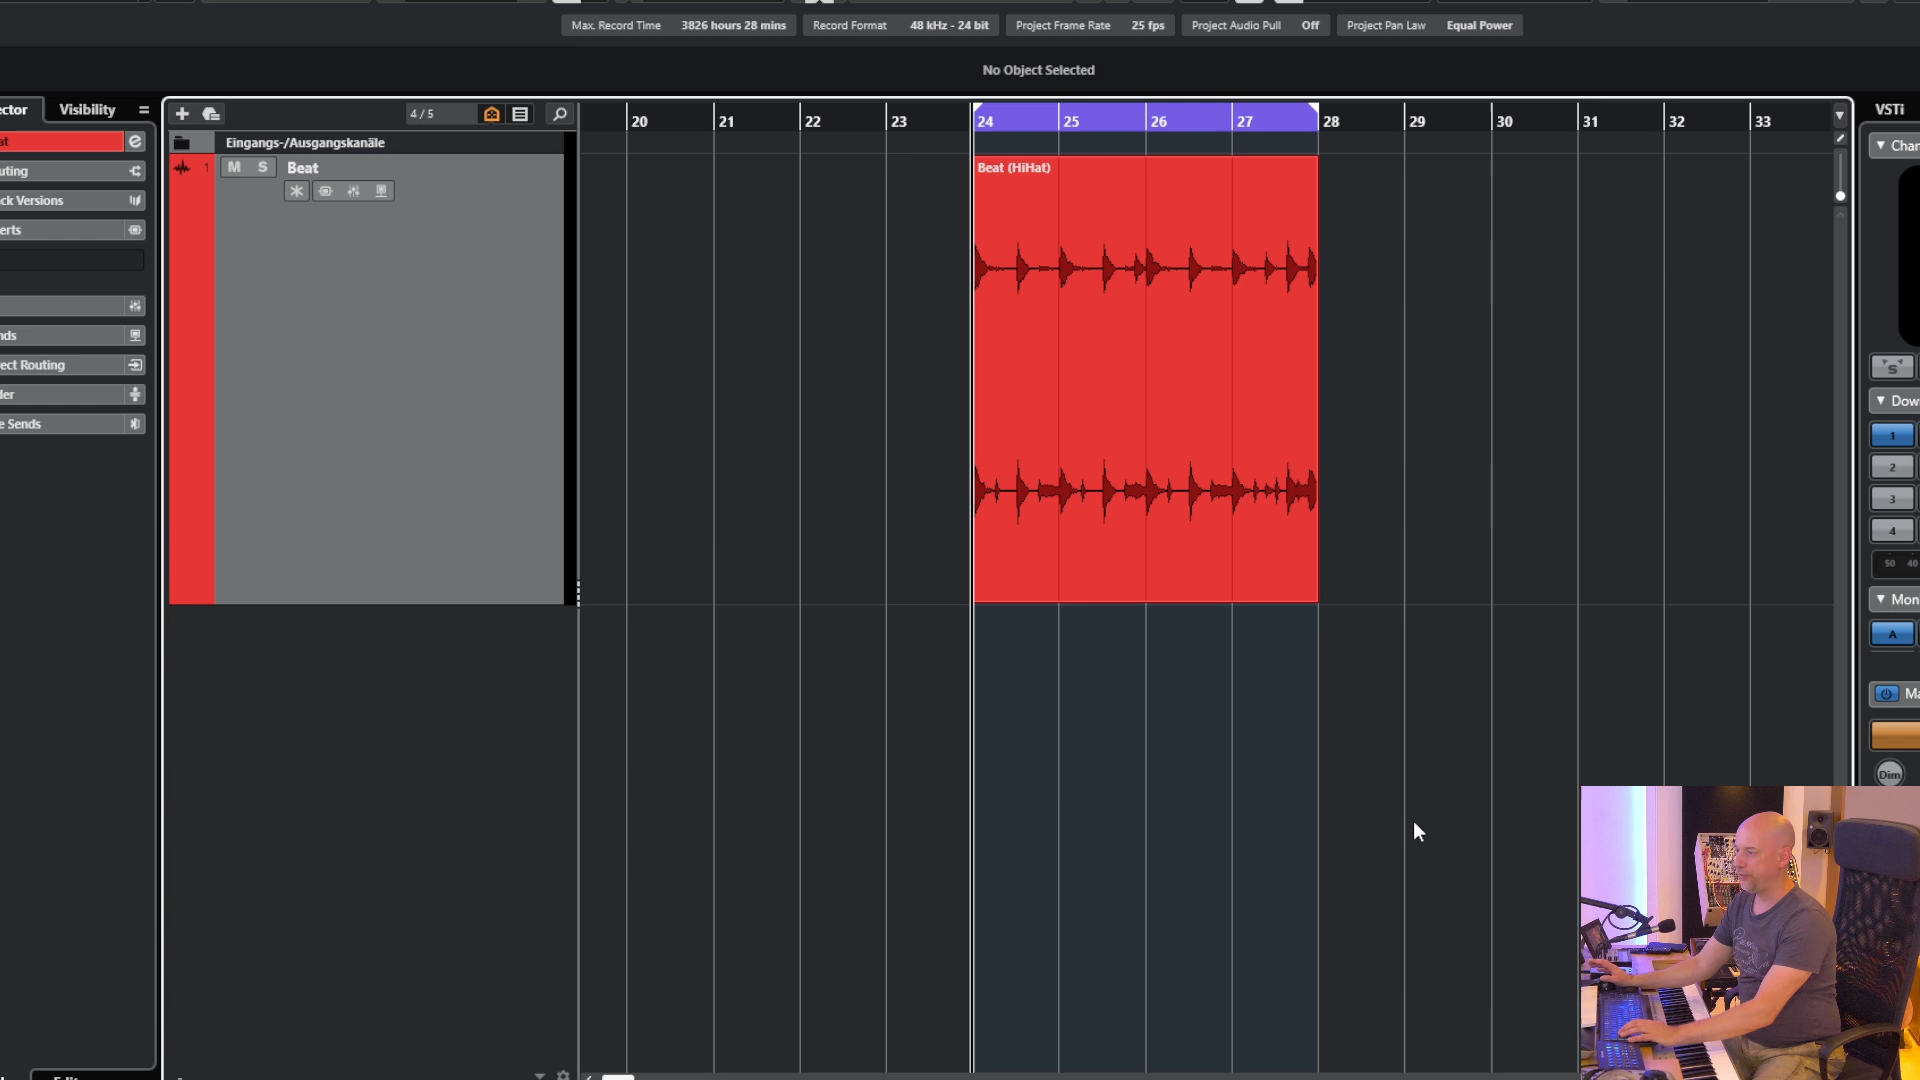 Max. Record Time 3826 hours 28 mins Record Format 48 kHz - 24 bit Project Frame Rate 25 fps Project Audio Pull Off Project Pan Law Equal Power
No Object Selected
ctor Visibility
4 / 5
20 21 22 23 24 25 26 27 28 29 30 31 32 33
VSTi
at
Eingangs-/Ausgangskanäle
Chan
uting
1 M S Beat
Beat (HiHat)
ck Versions
erts
nds
ect Routing
S
der
Dow
e Sends
1
2
3
4
50 40
Mon
A
Ma
Dim